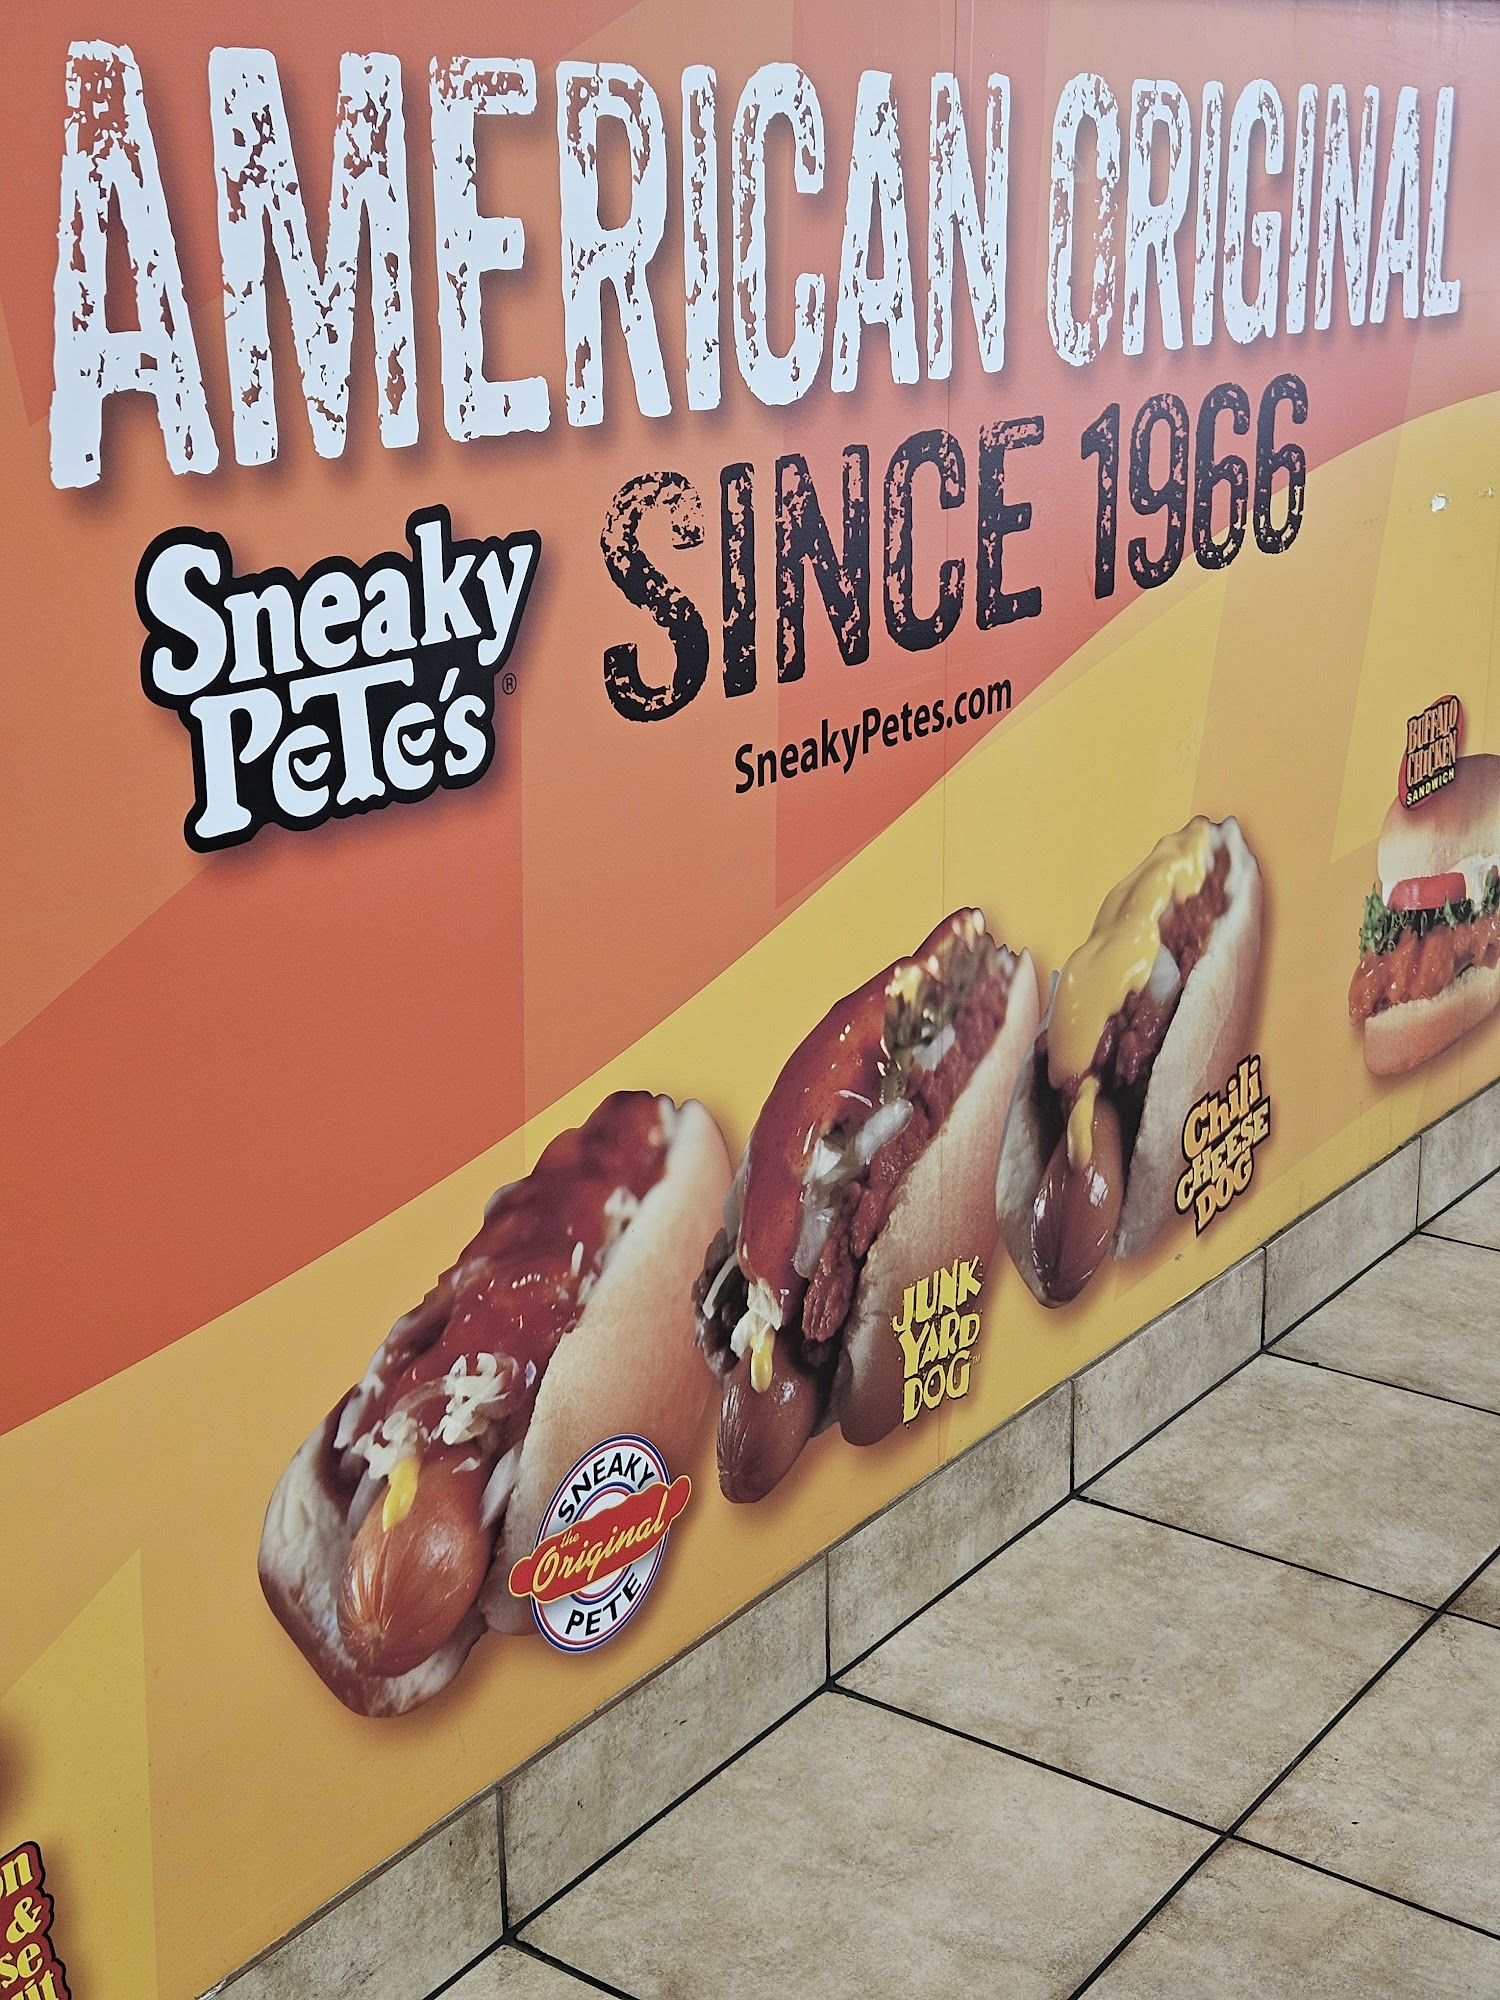 AMERICAN ORIGINAL
SINCE 1966
Sneaky
PeTe's®
SneakyPetes.com
BUFFALO
CHICKEN
SANDWICH
Chili
CHEESE
DOG
JUNK
YARD
DOG™
SNEAKY
the
Original
PETE
&